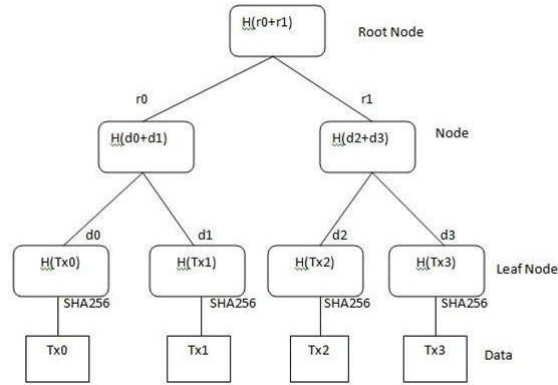 H(r0+r1)
Root Node
r0
r1
H(d0+d1)
H(d2+d3)
Node
d0
d1
d2
d3
H(Tx0)
H(Tx1)
H(Tx2)
H(Tx3)
Leaf Node
SHA256
SHA256
SHA256
SHA256
Tx0
Tx1
Tx2
Tx3
Data